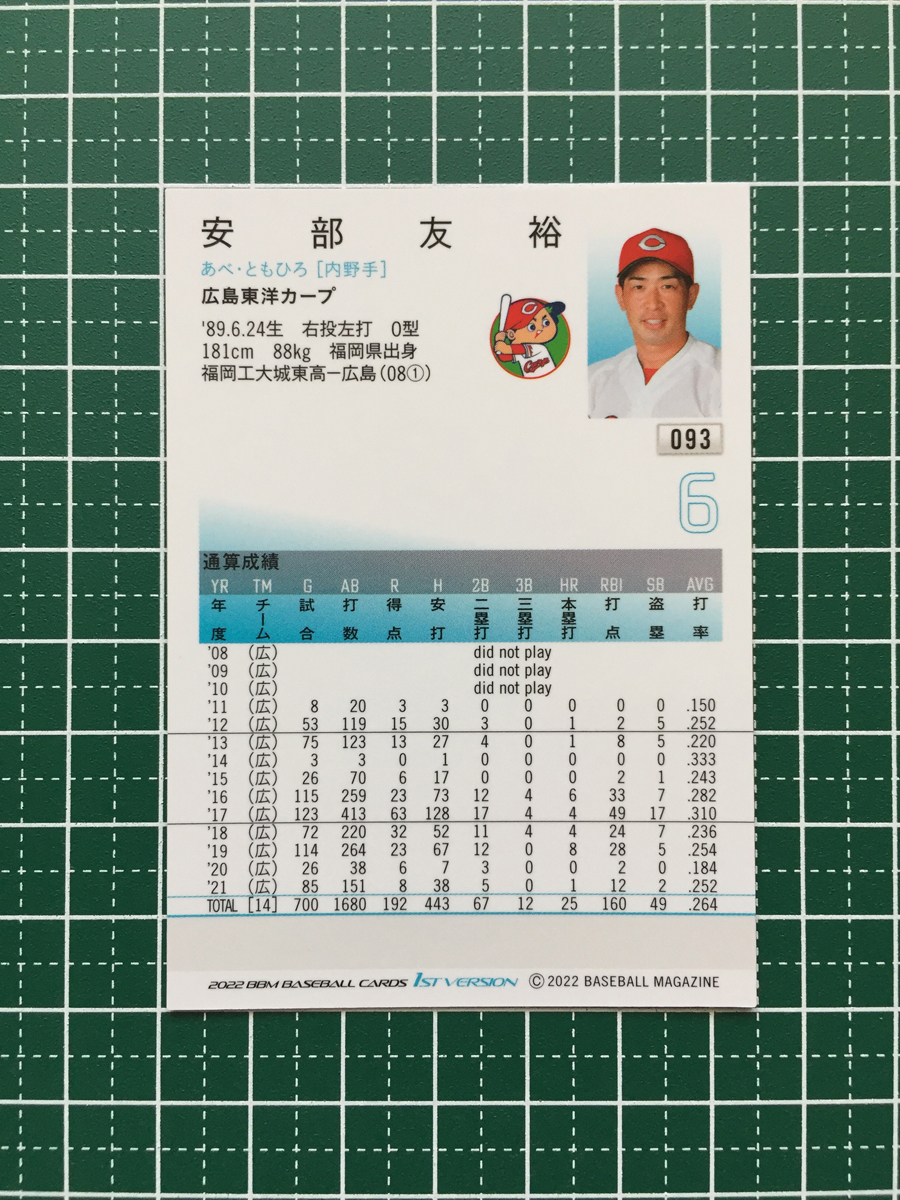 安部友裕
あべ・ともひろ［内野手］
広島東洋カープ
'89.6.24生 右投左打 O型
181cm 88kg 福岡県出身
福岡工大城東高ー広島(08①)
C
C
Carp
093
6
通算成績
YR TM G AB R H 2B 3B HR RBI SB AVG
年度 チーム 試合 打数 得点 安打 二塁打 三塁打 本塁打 打点 盗塁 打率
'08 (広) did not play
'09 (広) did not play
'10 (広) did not play
'11 (広) 8 20 3 3 0 0 0 0 0 .150
'12 (広) 53 119 15 30 3 0 1 2 5 .252
'13 (広) 75 123 13 27 4 0 1 8 5 .220
'14 (広) 3 3 0 1 0 0 0 0 0 .333
'15 (広) 26 70 6 17 0 0 0 2 1 .243
'16 (広) 115 259 23 73 12 4 6 33 7 .282
'17 (広) 123 413 63 128 17 4 4 49 17 .310
'18 (広) 72 220 32 52 11 4 4 24 7 .236
'19 (広) 114 264 23 67 12 0 8 28 5 .254
'20 (広) 26 38 6 7 3 0 0 2 0 .184
'21 (広) 85 151 8 38 5 0 1 12 2 .252
TOTAL [14] 700 1680 192 443 67 12 25 160 49 .264
2022 BBM BASEBALL CARDS 1ST VERSION © 2022 BASEBALL MAGAZINE